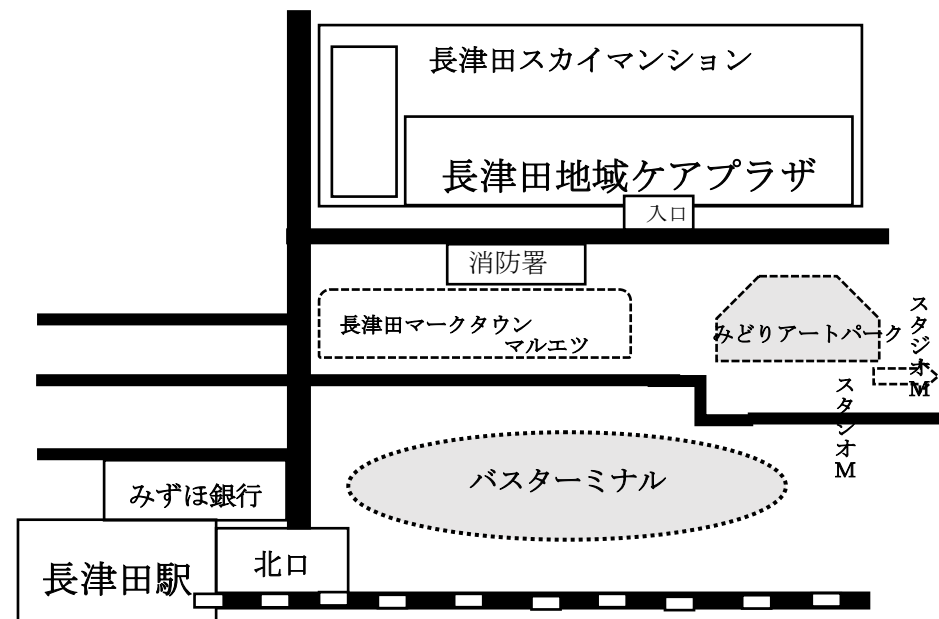 長津田スカイマンション
長津田地域ケアプラザ
入口
消防署
長津田マークタウン
マルエツ
みどりアートパーク
スタジオM
スタジオM
バスターミナル
みずほ銀行
北口
長津田駅